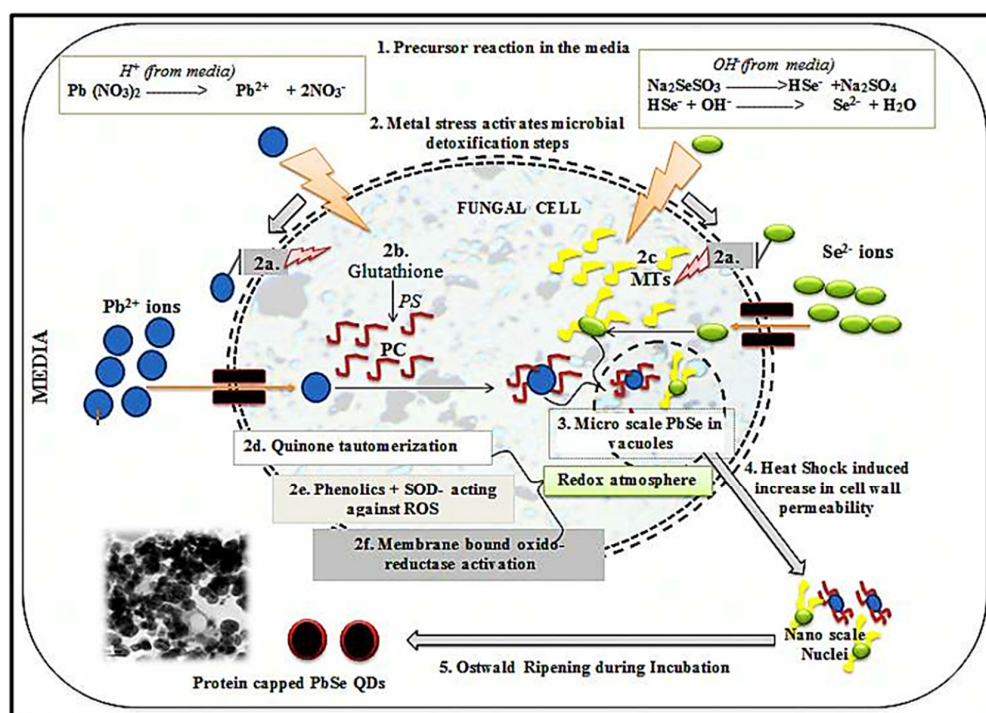 1. Precursor reaction in the media
H⁺ (from media)
Pb (NO₃)₂ ----------> Pb²⁺ + 2NO₃⁻
OH⁻(from media)
Na₂SeSO₃ ----------->HSe⁻ +Na₂SO₄
HSe⁻ + OH⁻ -----------> Se²⁻ + H₂O
2. Metal stress activates microbial
detoxification steps
FUNGAL CELL
2a.
2b.
Glutathione
PS
PC
2c
MTs
2a.
Se²⁻ ions
Pb²⁺ ions
MEDIA
3. Micro scale PbSe in
vacuoles
2d. Quinone tautomerization
Redox atmosphere
2e. Phenolics + SOD- acting
against ROS
2f. Membrane bound oxido-
reductase activation
4. Heat Shock induced
increase in cell wall
permeability
Nano scale
Nuclei
5. Ostwald Ripening during Incubation
Protein capped PbSe QDs